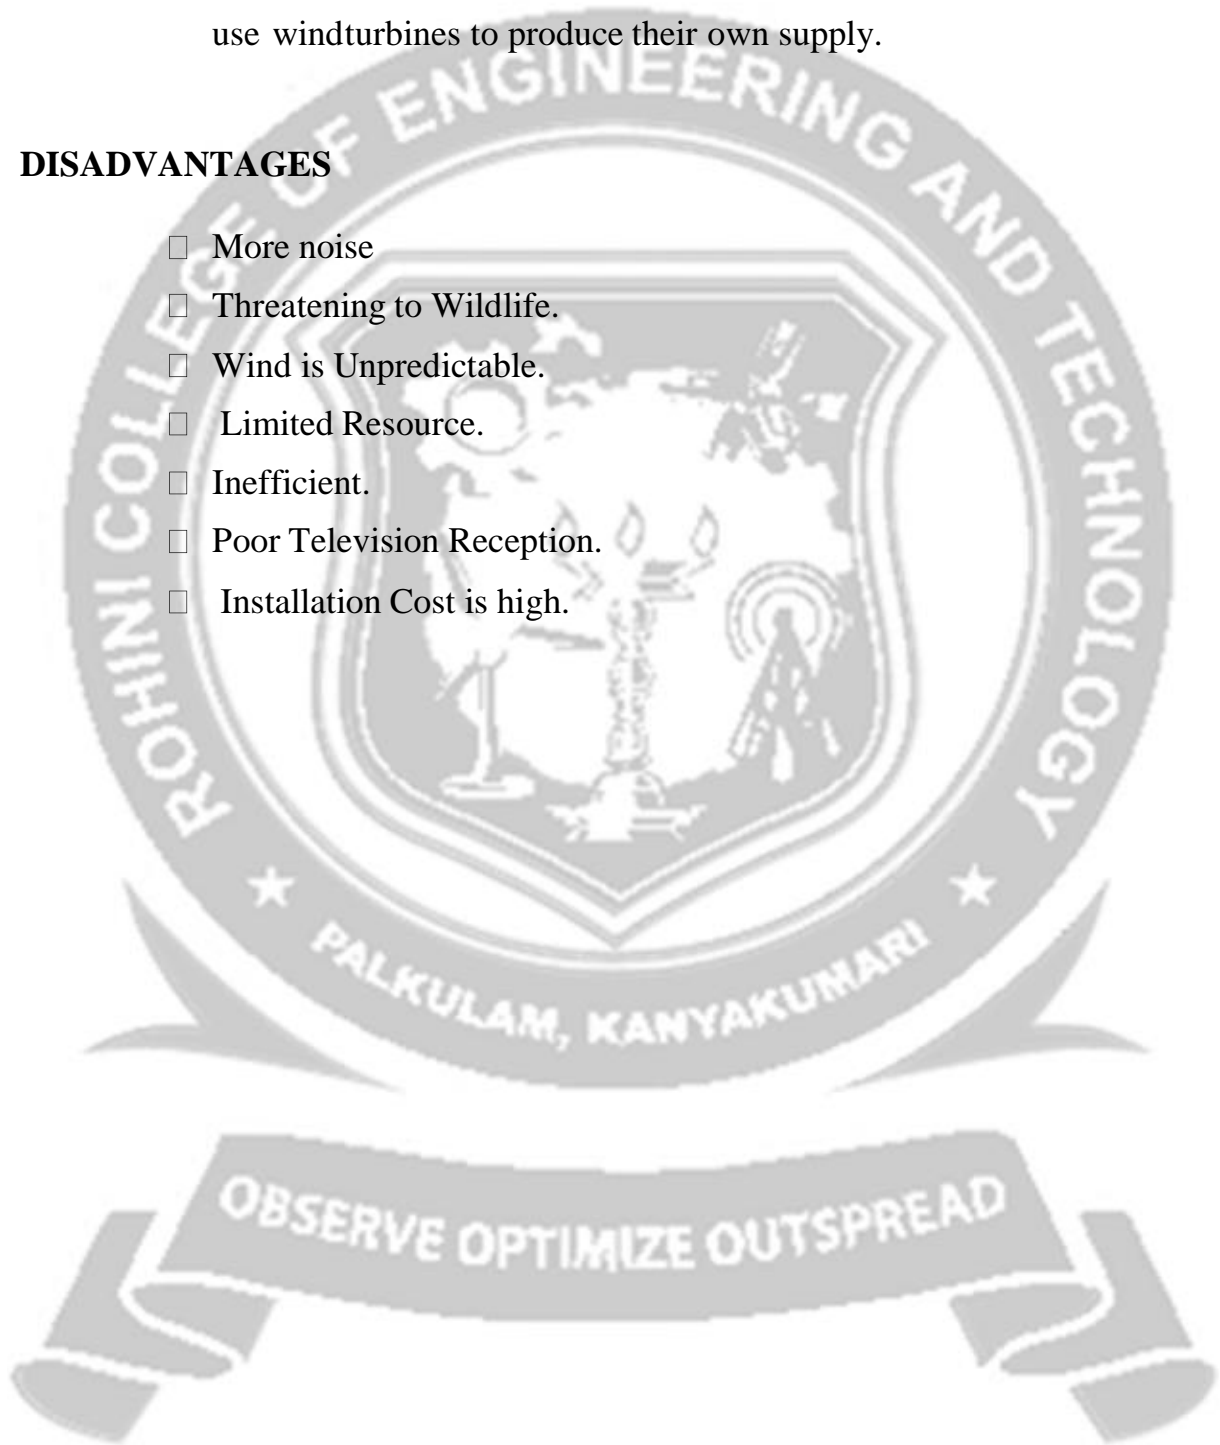 use windturbines to produce their own supply.
DISADVANTAGES
□ More noise
□ Threatening to Wildlife.
□ Wind is Unpredictable.
□ Limited Resource.
□ Inefficient.
□ Poor Television Reception.
□ Installation Cost is high.
ROHINI COLLEGE OF ENGINEERING AND TECHNOLOGY
PALKULAM, KANYAKUMARI
OBSERVE OPTIMIZE OUTSPREAD